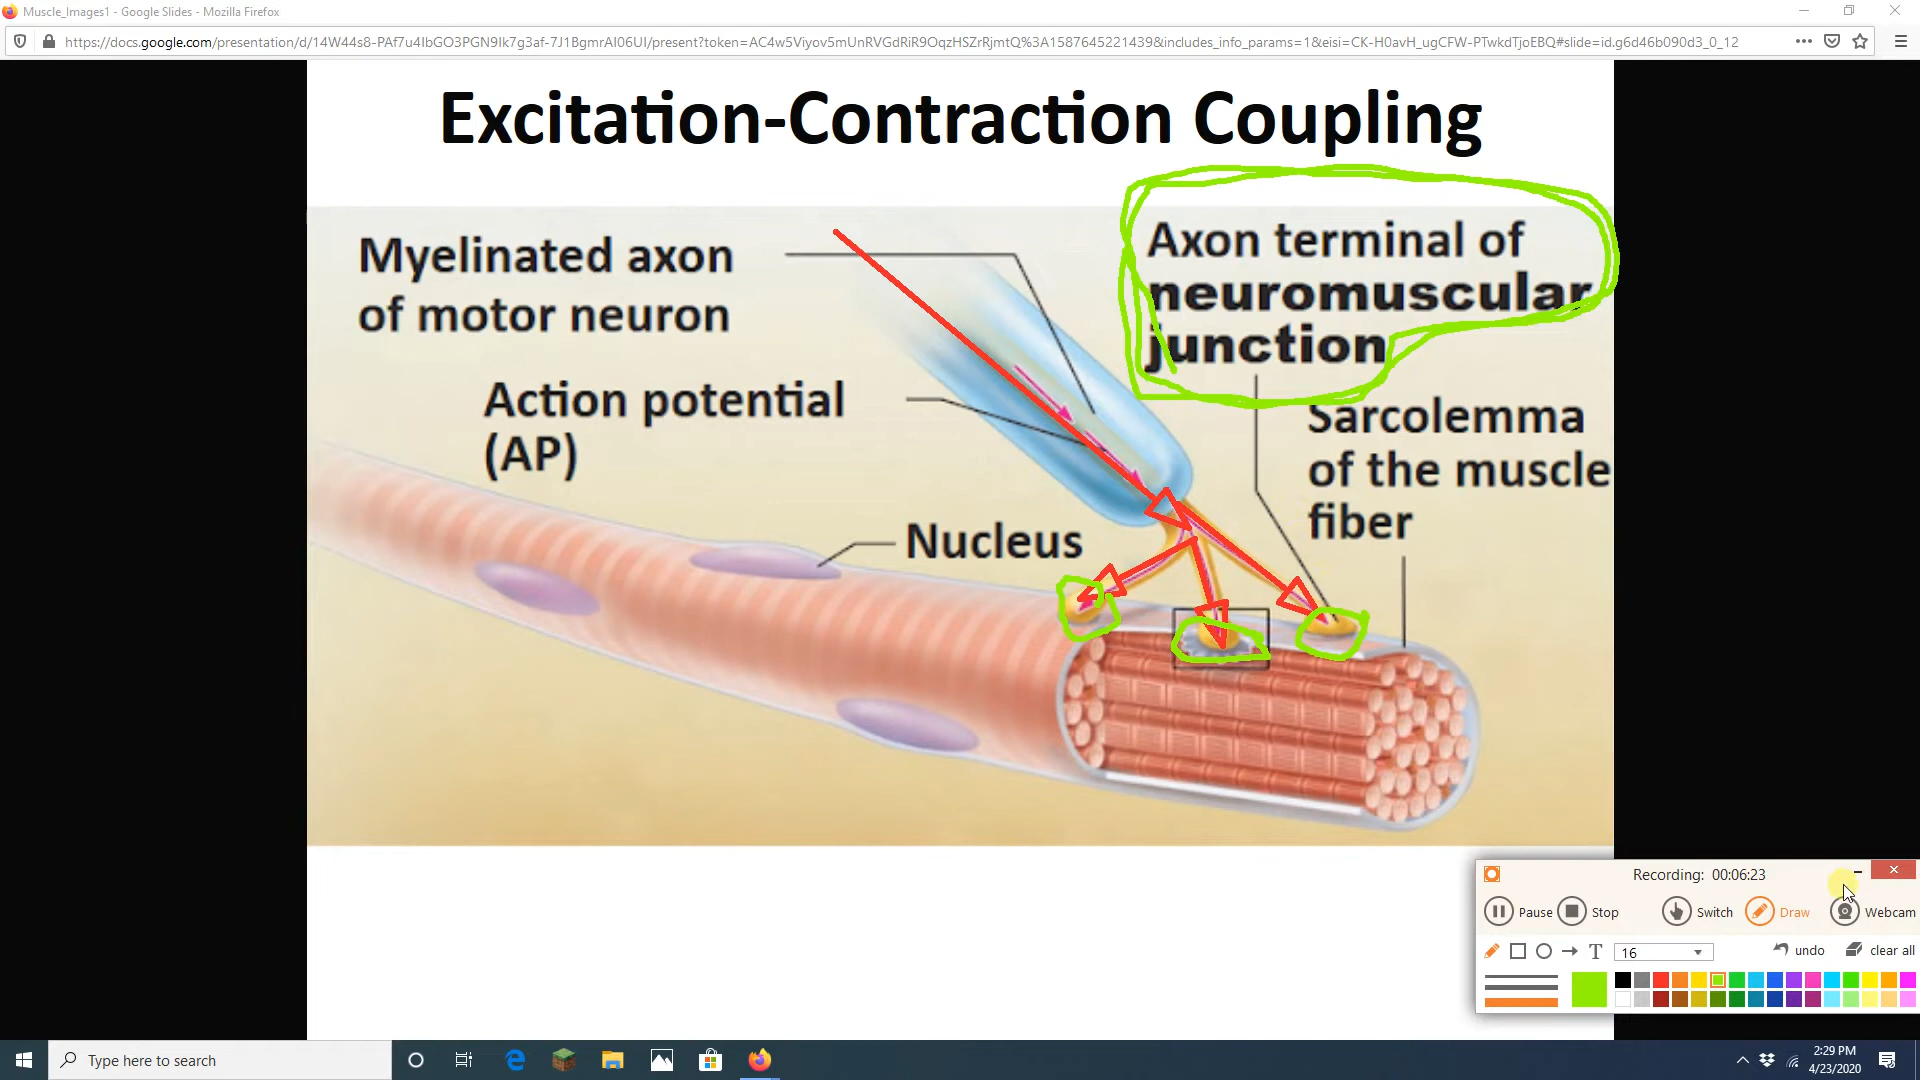 Muscle_Images1 - Google Slides - Mozilla Firefox
https://docs.google.com/presentation/d/14W44s8-PAf7u4IbGO3PGN9Ik7g3af-7J1BgmrAI06UI/present?token=AC4w5Viyov5mUnRVGdRiR9OqzHSZrRjmtQ%3A1587645221439&includes_info_params=1&eisi=CK-H0avH_ugCFW-PTwkdTjoEBQ#slide=id.g6d46b090d3_0_12
Excitation-Contraction Coupling
Myelinated axon
of motor neuron
Axon terminal of
neuromuscular
junction
Action potential
(AP)
Sarcolemma
of the muscle
fiber
Nucleus
Recording: 00:06:23
Pause Stop Switch Draw Webcam
T 16 undo clear all
Type here to search
2:29 PM
4/23/2020